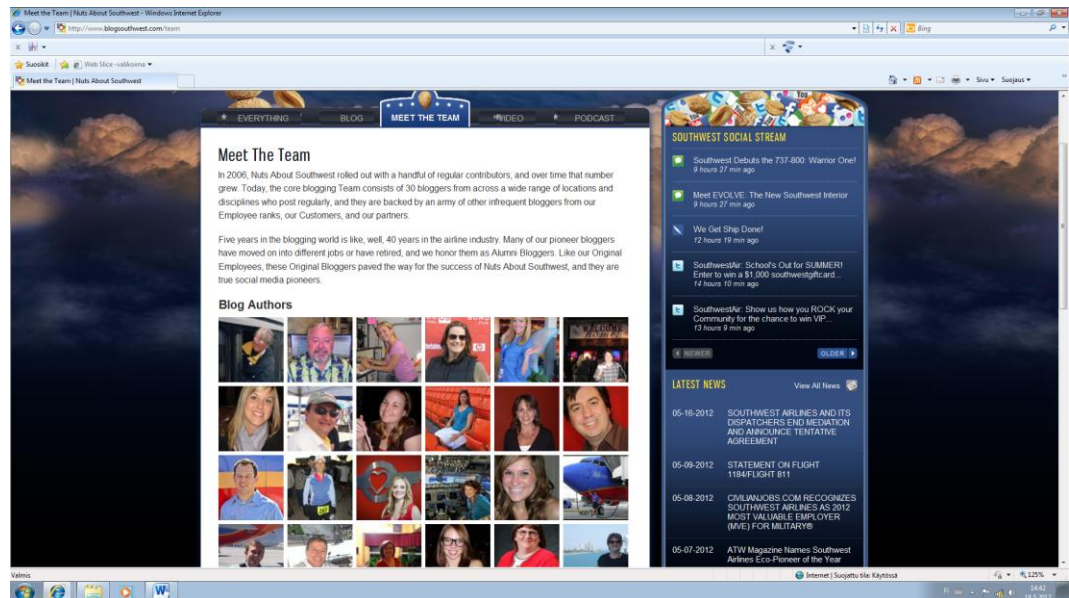 Meet the Team | Nuts About Southwest - Windows Internet Explorer
http://www.blogsouthwest.com/team
Bing
Suosikit Web Slice -valikoima
Meet the Team | Nuts About Southwest
Sivu Suojaus
EVERYTHING BLOG MEET THE TEAM VIDEO PODCAST
Meet The Team
In 2006, Nuts About Southwest rolled out with a handful of regular contributors, and over time that number
grew. Today, the core blogging Team consists of 30 bloggers from across a wide range of locations and
disciplines who post regularly, and they are backed by an army of other infrequent bloggers from our
Employee ranks, our Customers, and our partners.
Five years in the blogging world is like, well, 40 years in the airline industry. Many of our pioneer bloggers
have moved on into different jobs or have retired, and we honor them as Alumni Bloggers. Like our Original
Employees, these Original Bloggers paved the way for the success of Nuts About Southwest, and they are
true social media pioneers.
Blog Authors
SOUTHWEST SOCIAL STREAM
Southwest Debuts the 737-800: Warrior One!
9 hours 27 min ago
Meet EVOLVE: The New Southwest Interior
9 hours 27 min ago
We Get Ship Done!
12 hours 19 min ago
SouthwestAir: School's Out for SUMMER!
Enter to win a $1,000 southwestgiftcard...
14 hours 10 min ago
SouthwestAir: Show us how you ROCK your
Community for the chance to win VIP...
13 hours 9 min ago
NEWER OLDER
LATEST NEWS View All News
05-16-2012 SOUTHWEST AIRLINES AND ITS
DISPATCHERS END MEDIATION
AND ANNOUNCE TENTATIVE
AGREEMENT
05-09-2012 STATEMENT ON FLIGHT
1184/FLIGHT 811
05-08-2012 CIVILIANJOBS.COM RECOGNIZES
SOUTHWEST AIRLINES AS 2012
MOST VALUABLE EMPLOYER
(MVE) FOR MILITARY®
05-07-2012 ATW Magazine Names Southwest
Airlines Eco-Pioneer of the Year
Valmis
Internet | Suojattu tila: Käytössä
125%
FI
14:42
18.5.2012